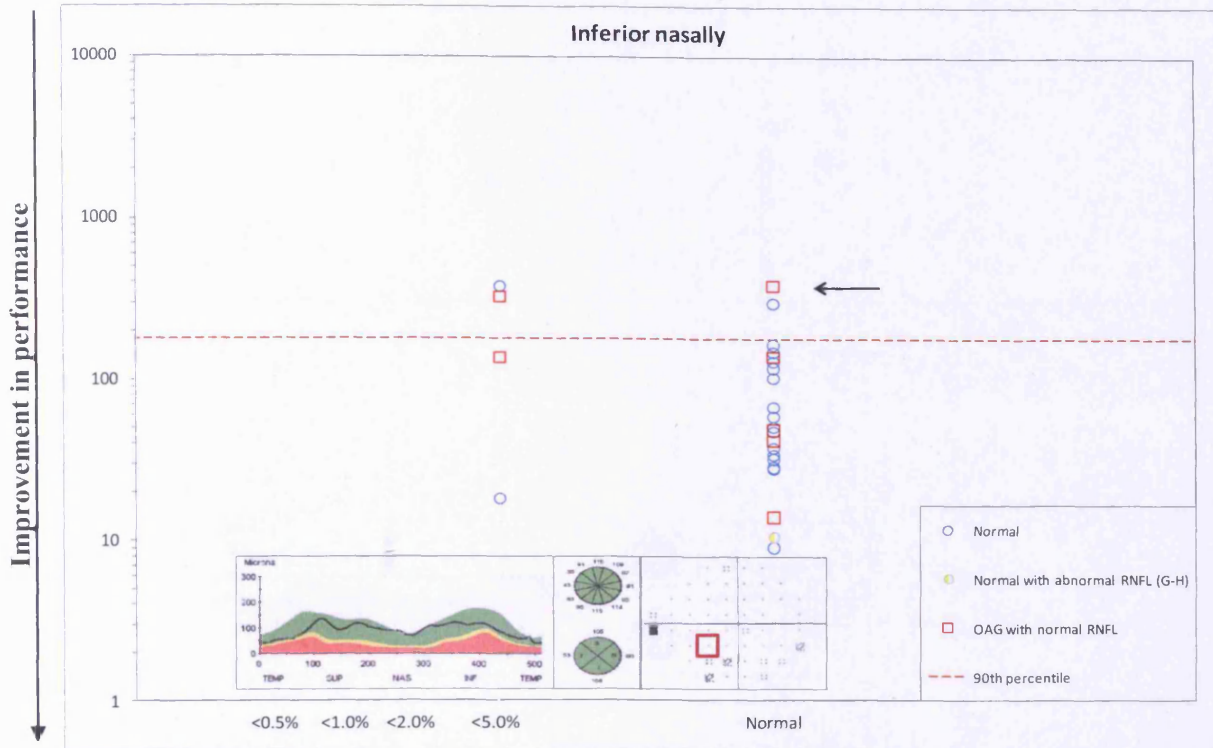 Inferior nasally
Improvement in performance
10000
1000
100
10
1
<0.5% <1.0% <2.0% <5.0% Normal
Normal
Normal with abnormal RNFL (G-H)
OAG with normal RNFL
90th percentile
Microns
300
200
100
0
0 100 200 300 400 500
TEMP SUP NAS INF TEMP